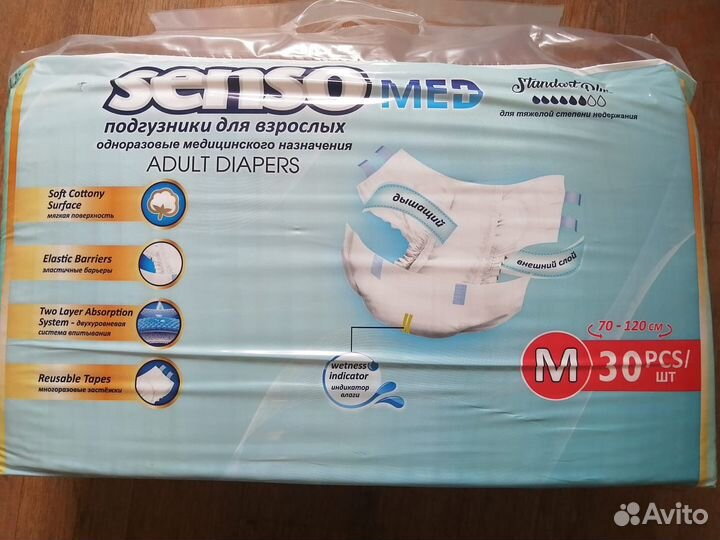 senso MED
подгузники для взрослых
одноразовые медицинского назначения
ADULT DIAPERS
Standart Plus
для тяжелой степени недержания
Soft Cottony
Surface
мягкая поверхность
Elastic Barriers
эластичные барьеры
Two Layer Absorption
System - двухуровневая
система впитывания
Reusable Tapes
многоразовые застёжки
дышащий
внешний слой
wetness
indicator
индикатор
влаги
70 - 120 см
M 30 PCS/
ШТ
Avito